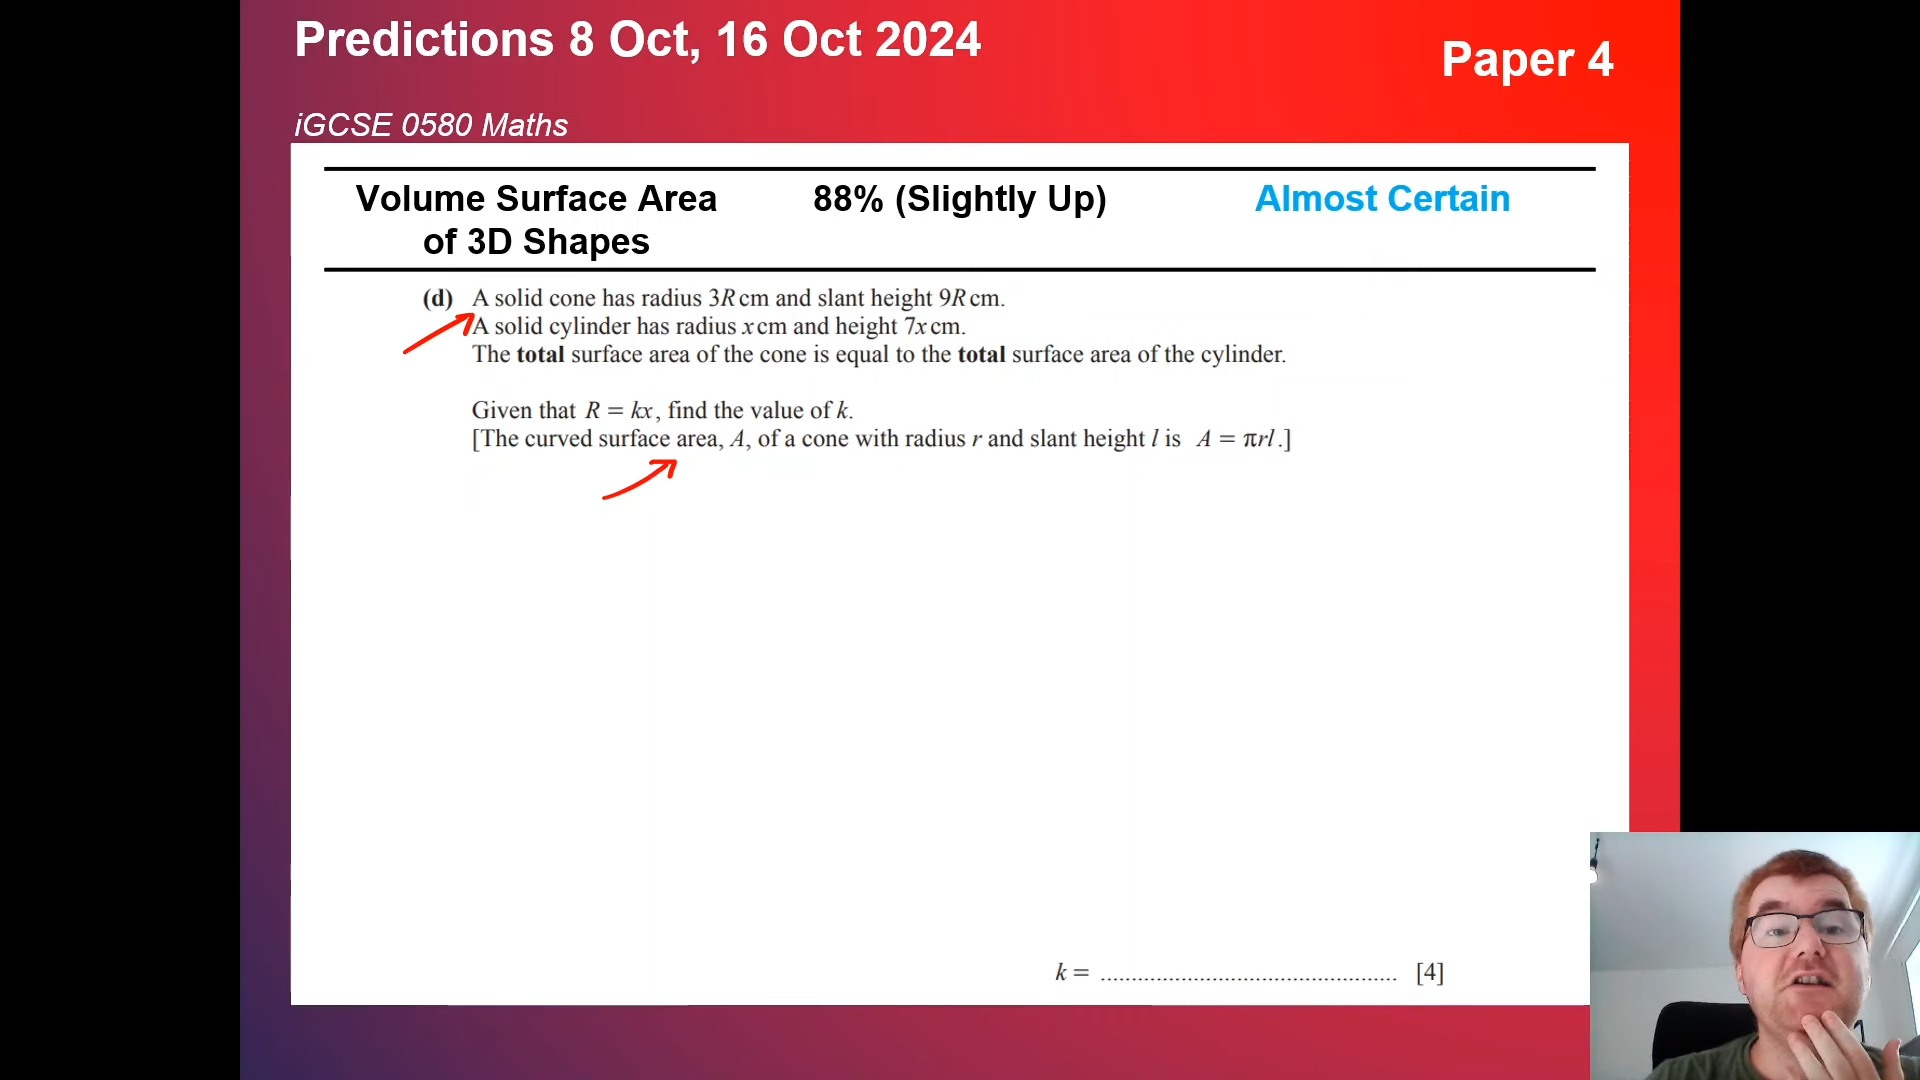 Predictions 8 Oct, 16 Oct 2024
Paper 4
iGCSE 0580 Maths
Volume Surface Area
of 3D Shapes
88% (Slightly Up)
Almost Certain
(d) A solid cone has radius 3R cm and slant height 9R cm.
A solid cylinder has radius x cm and height 7x cm.
The total surface area of the cone is equal to the total surface area of the cylinder.
Given that R = kx, find the value of k.
[The curved surface area, A, of a cone with radius r and slant height l is A = πrl.]
k = ................................................ [4]